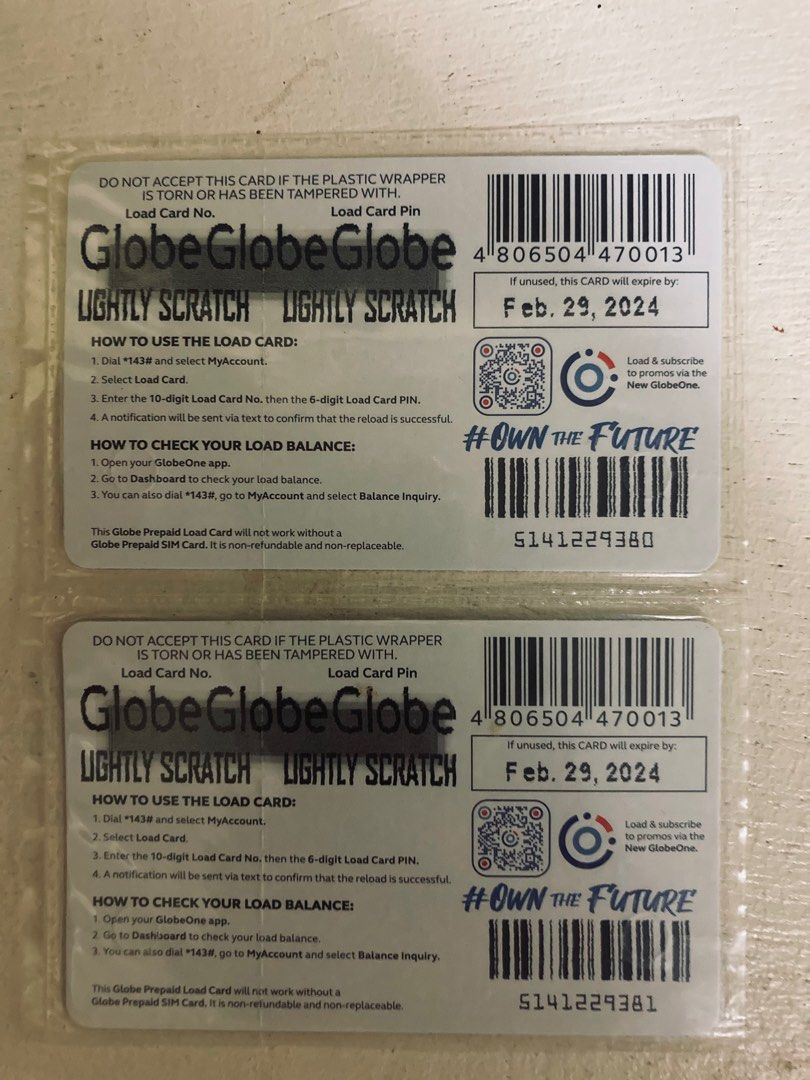 DO NOT ACCEPT THIS CARD IF THE PLASTIC WRAPPER
IS TORN OR HAS BEEN TAMPERED WITH.
Load Card No. Load Card Pin
GlobeGlobeGlobe
LIGHTLY SCRATCH LIGHTLY SCRATCH
HOW TO USE THE LOAD CARD:
1. Dial *143# and select MyAccount.
2. Select Load Card.
3. Enter the 10-digit Load Card No. then the 6-digit Load Card PIN.
4. A notification will be sent via text to confirm that the reload is successful.
HOW TO CHECK YOUR LOAD BALANCE:
1. Open your GlobeOne app.
2. Go to Dashboard to check your load balance.
3. You can also dial *143#, go to MyAccount and select Balance Inquiry.
This Globe Prepaid Load Card will not work without a
Globe Prepaid SIM Card. It is non-refundable and non-replaceable.
4 806504 470013
If unused, this CARD will expire by:
Feb. 29, 2024
Load & subscribe
to promos via the
New GlobeOne.
#OWN THE FUTURE
5141229380
DO NOT ACCEPT THIS CARD IF THE PLASTIC WRAPPER
IS TORN OR HAS BEEN TAMPERED WITH.
Load Card No. Load Card Pin
GlobeGlobeGlobe
LIGHTLY SCRATCH LIGHTLY SCRATCH
HOW TO USE THE LOAD CARD:
1. Dial *143# and select MyAccount.
2. Select Load Card.
3. Enter the 10-digit Load Card No. then the 6-digit Load Card PIN.
4. A notification will be sent via text to confirm that the reload is successful.
HOW TO CHECK YOUR LOAD BALANCE:
1. Open your GlobeOne app.
2. Go to Dashboard to check your load balance.
3. You can also dial *143#, go to MyAccount and select Balance Inquiry.
This Globe Prepaid Load Card will not work without a
Globe Prepaid SIM Card. It is non-refundable and non-replaceable.
4 806504 470013
If unused, this CARD will expire by:
Feb. 29, 2024
Load & subscribe
to promos via the
New GlobeOne.
#OWN THE FUTURE
5141229381